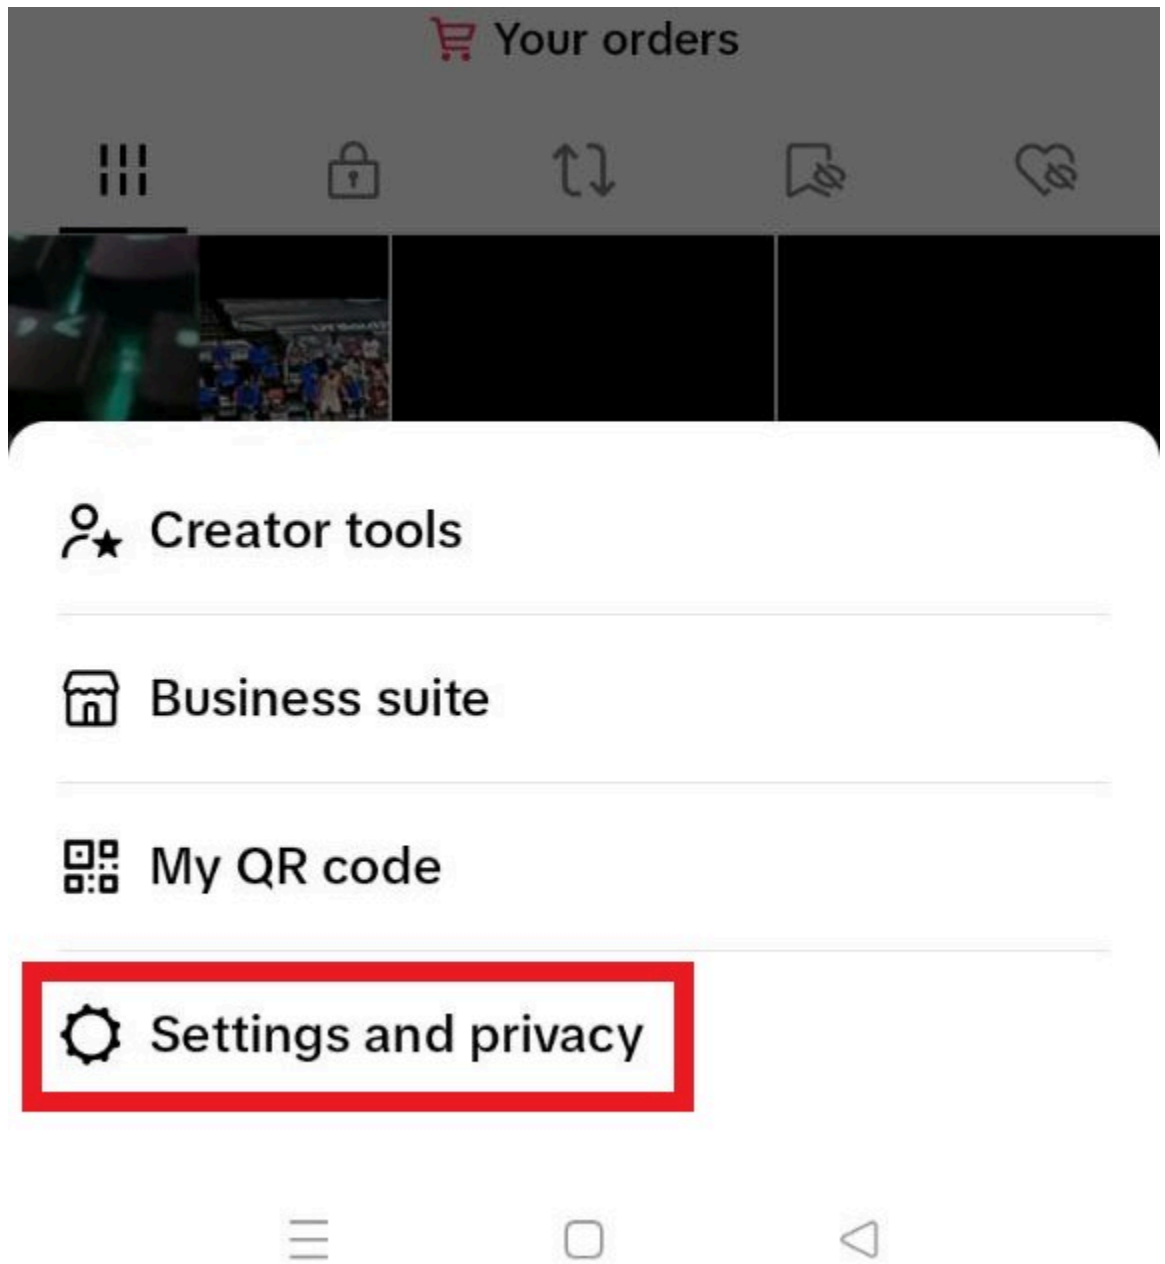 Your orders
Creator tools
Business suite
My QR code
Settings and privacy